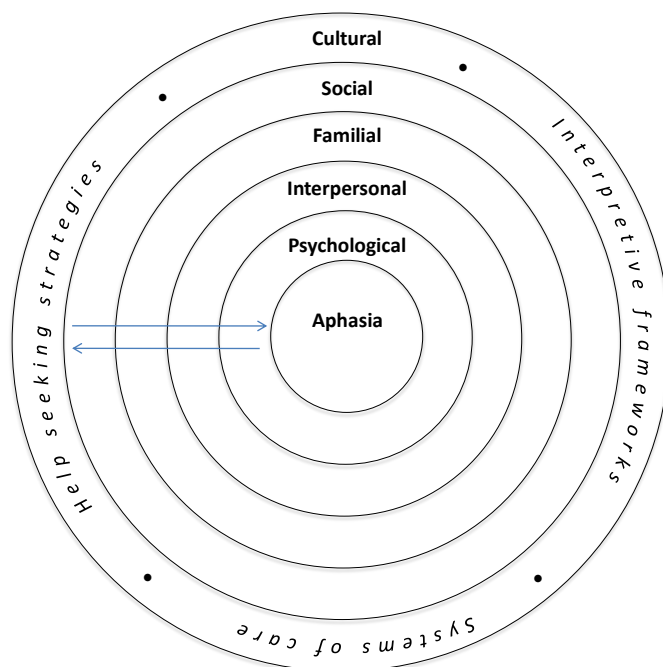 Cultural
Social
Familial
Interpersonal
Psychological
Aphasia
Help seeking strategies
Interpretive frameworks
Systems of care